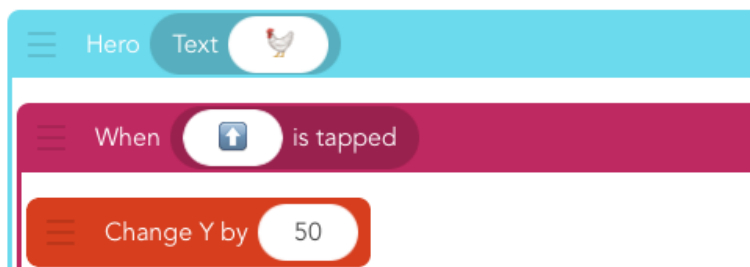 Hero Text 🐓
When ⬆️ is tapped
Change Y by 50